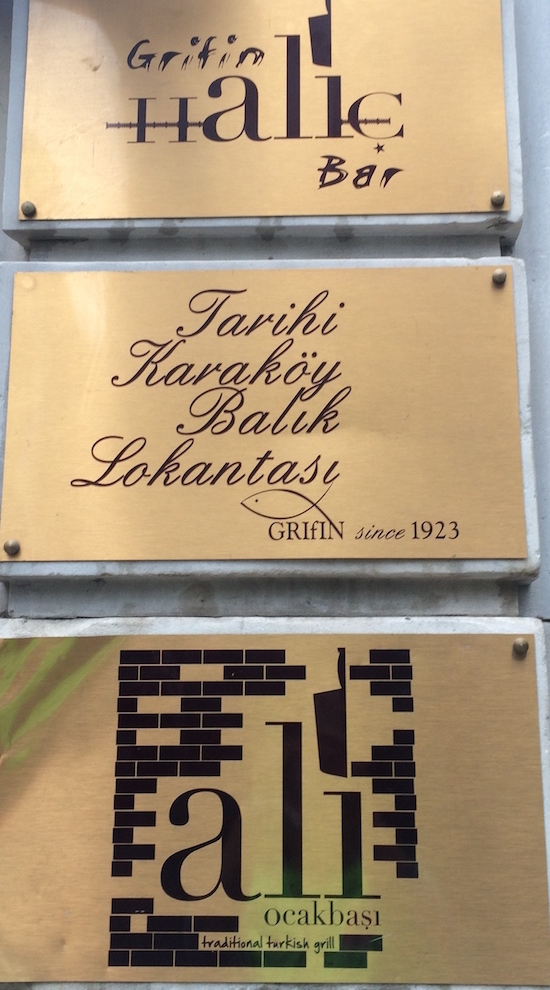 Grifin
Haliç
Bar
Tarihi
Karaköy
Balık
Lokantası
GRIfIN since 1923
ali
ocakbaşı
traditional turkish grill